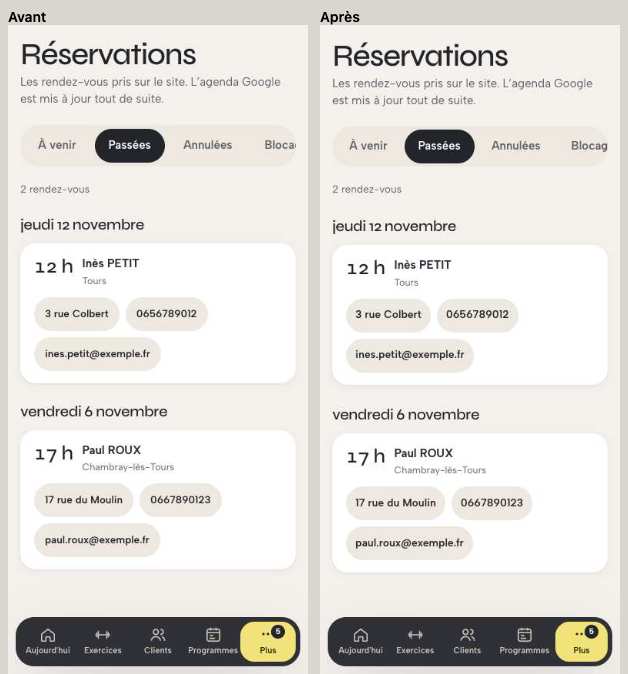 Avant
Réservations
Les rendez-vous pris sur le site. L'agenda Google
est mis à jour tout de suite.
À venir Passées Annulées Bloca
2 rendez-vous
jeudi 12 novembre
12 h Inès PETIT
Tours
3 rue Colbert 0656789012
ines.petit@exemple.fr
vendredi 6 novembre
17 h Paul ROUX
Chambray-lès-Tours
17 rue du Moulin 0667890123
paul.roux@exemple.fr
Aujourd'hui Exercices Clients Programmes Plus 5
Après
Réservations
Les rendez-vous pris sur le site. L'agenda Google
est mis à jour tout de suite.
À venir Passées Annulées Blocag
2 rendez-vous
jeudi 12 novembre
12 h Inès PETIT
Tours
3 rue Colbert 0656789012
ines.petit@exemple.fr
vendredi 6 novembre
17 h Paul ROUX
Chambray-lès-Tours
17 rue du Moulin 0667890123
paul.roux@exemple.fr
Aujourd'hui Exercices Clients Programmes Plus 5